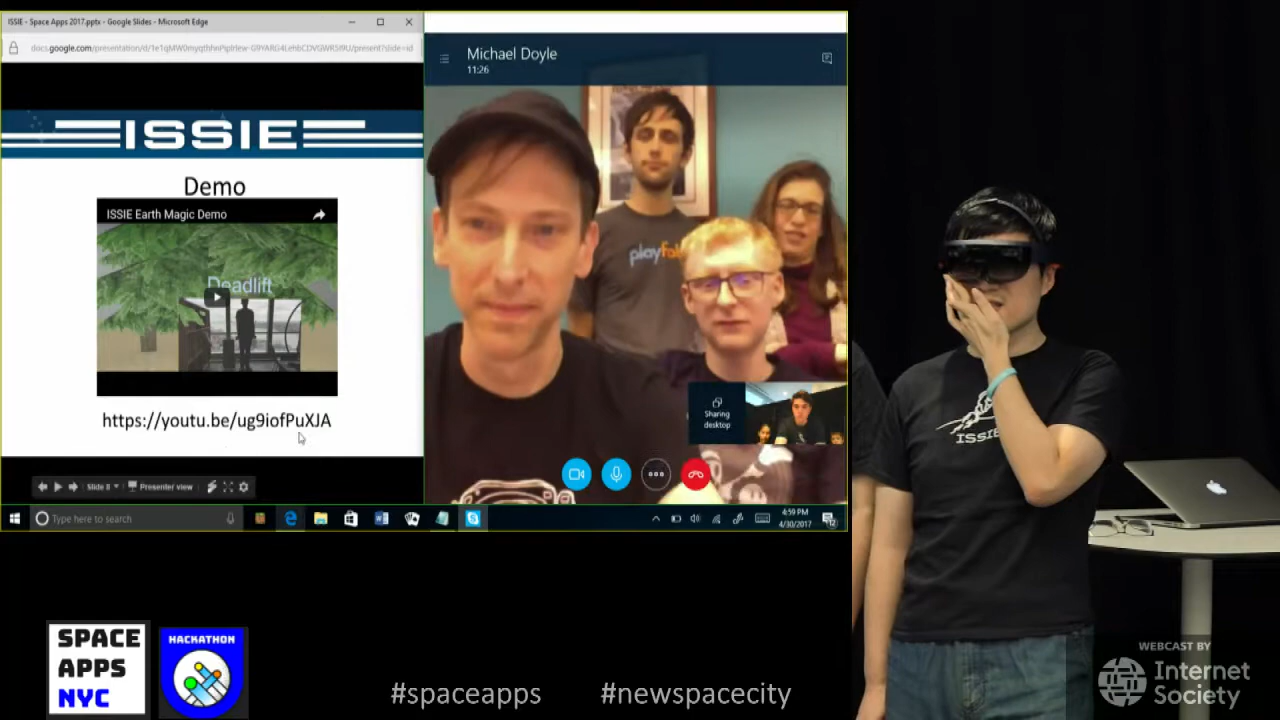 ISSIE - Space Apps 2017.pptx - Google Slides - Microsoft Edge
ISSIE
Demo
ISSIE Earth Magic Demo
Deadlift
https://youtu.be/ug9iofPuXJA
Slide 8
Presenter view
Type here to search
Michael Doyle
11:26
Sharing
desktop
4:59 PM
4/30/2017
ISSIE
SPACE
APPS
NYC
HACKATHON
#spaceapps #newspacecity
WEBCAST BY
Internet
Society